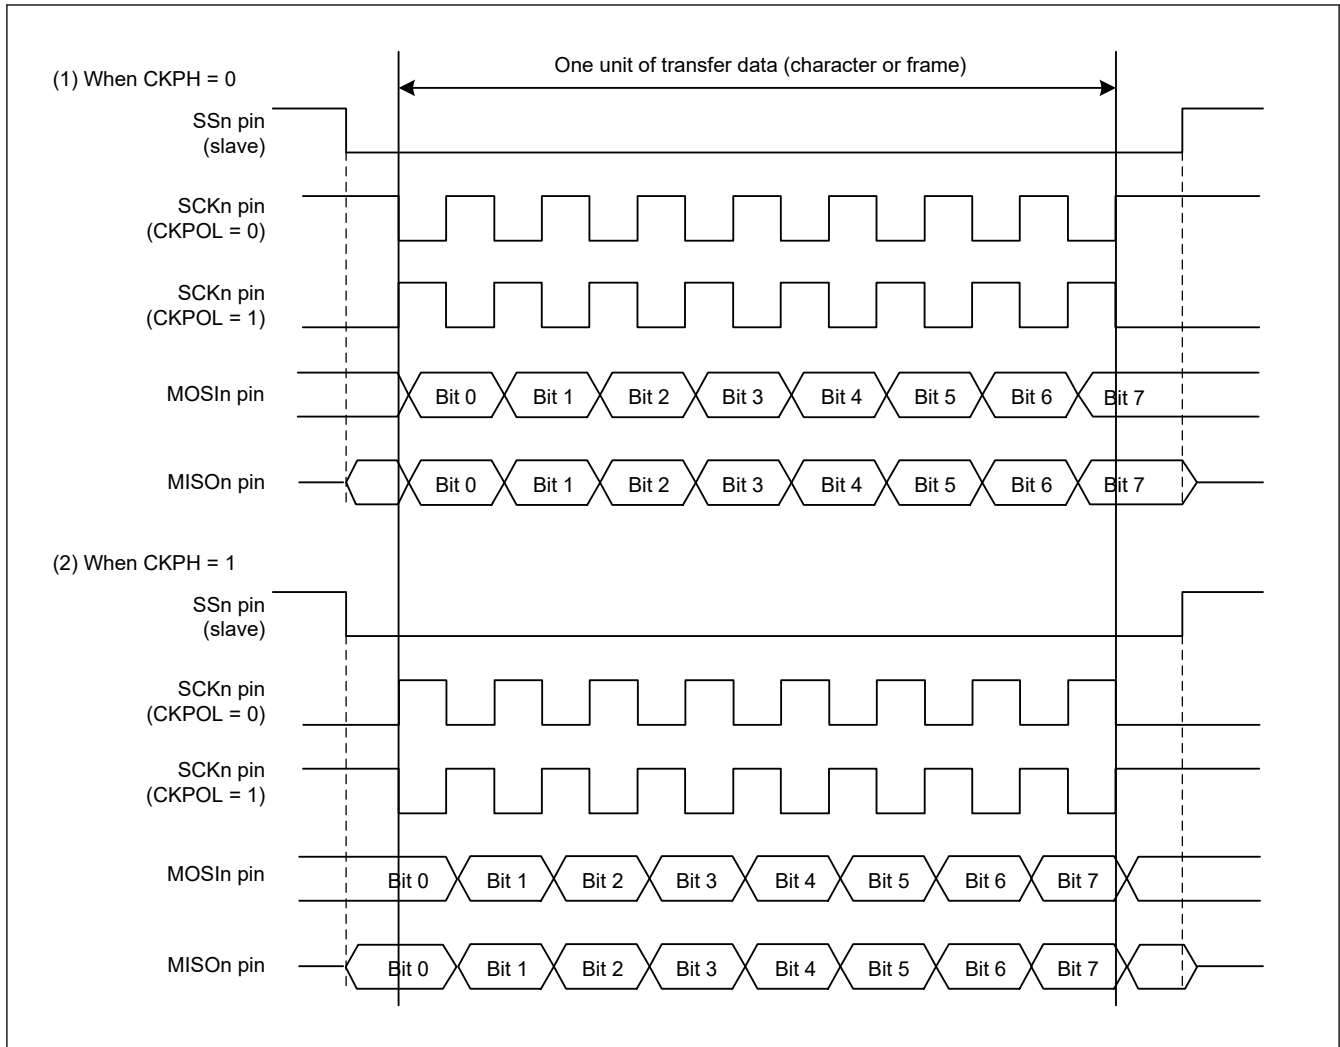 One unit of transfer data (character or frame)
(1) When CKPH = 0
SSn pin
(slave)
SCKn pin
(CKPOL = 0)
SCKn pin
(CKPOL = 1)
MOSIn pin
Bit 0 Bit 1 Bit 2 Bit 3 Bit 4 Bit 5 Bit 6 Bit 7
MISOn pin
Bit 0 Bit 1 Bit 2 Bit 3 Bit 4 Bit 5 Bit 6 Bit 7
(2) When CKPH = 1
SSn pin
(slave)
SCKn pin
(CKPOL = 0)
SCKn pin
(CKPOL = 1)
MOSIn pin
Bit 0 Bit 1 Bit 2 Bit 3 Bit 4 Bit 5 Bit 6 Bit 7
MISOn pin
Bit 0 Bit 1 Bit 2 Bit 3 Bit 4 Bit 5 Bit 6 Bit 7